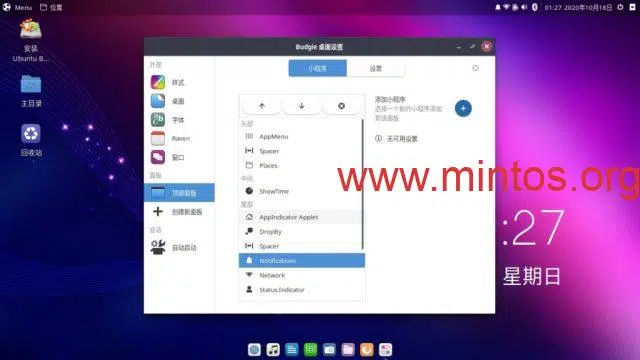 Menu 位置
01:27 2020年10月18日
安装
Ubuntu B...
主目录
回收站
Budgie 桌面设置
小程序 设置
外观
样式
桌面
字体
Raven
窗口
面板
顶部面板
创建新面板
会话
自动启动
头部
AppMenu
Spacer
Places
中间
ShowTime
尾部
AppIndicator Applet
DropBy
Spacer
Notifications
Network
Status Indicator
添加小程序
选择一个新的小程序添加
到该面板
无可用设置
www.mintos.org
:27
星期日